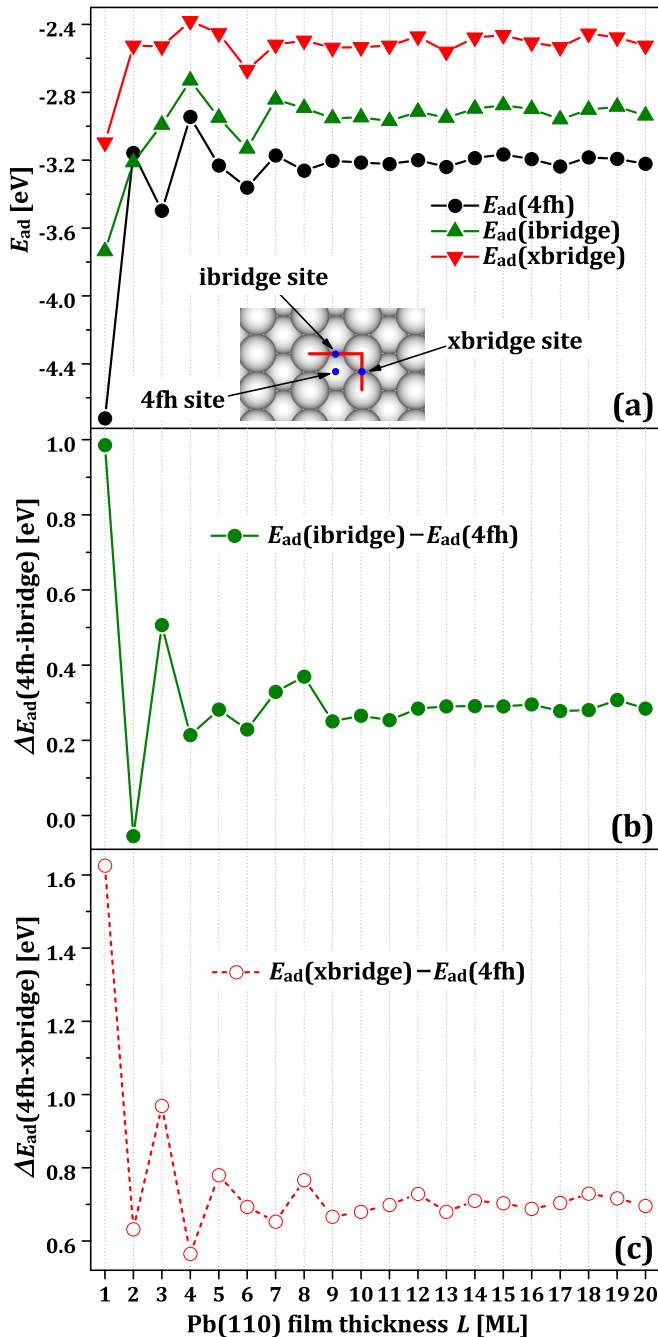 -2.4
-2.8
-3.2
-3.6
-4.0
-4.4
E_ad [eV]
E_ad(4fh)
E_ad(ibridge)
E_ad(xbridge)
ibridge site
xbridge site
4fh site
(a)
1.0
0.8
0.6
0.4
0.2
0.0
ΔE_ad(4fh-ibridge) [eV]
E_ad(ibridge)−E_ad(4fh)
(b)
1.6
1.4
1.2
1.0
0.8
0.6
ΔE_ad(4fh-xbridge) [eV]
E_ad(xbridge)−E_ad(4fh)
(c)
1 2 3 4 5 6 7 8 9 10 11 12 13 14 15 16 17 18 19 20
Pb(110) film thickness L [ML]